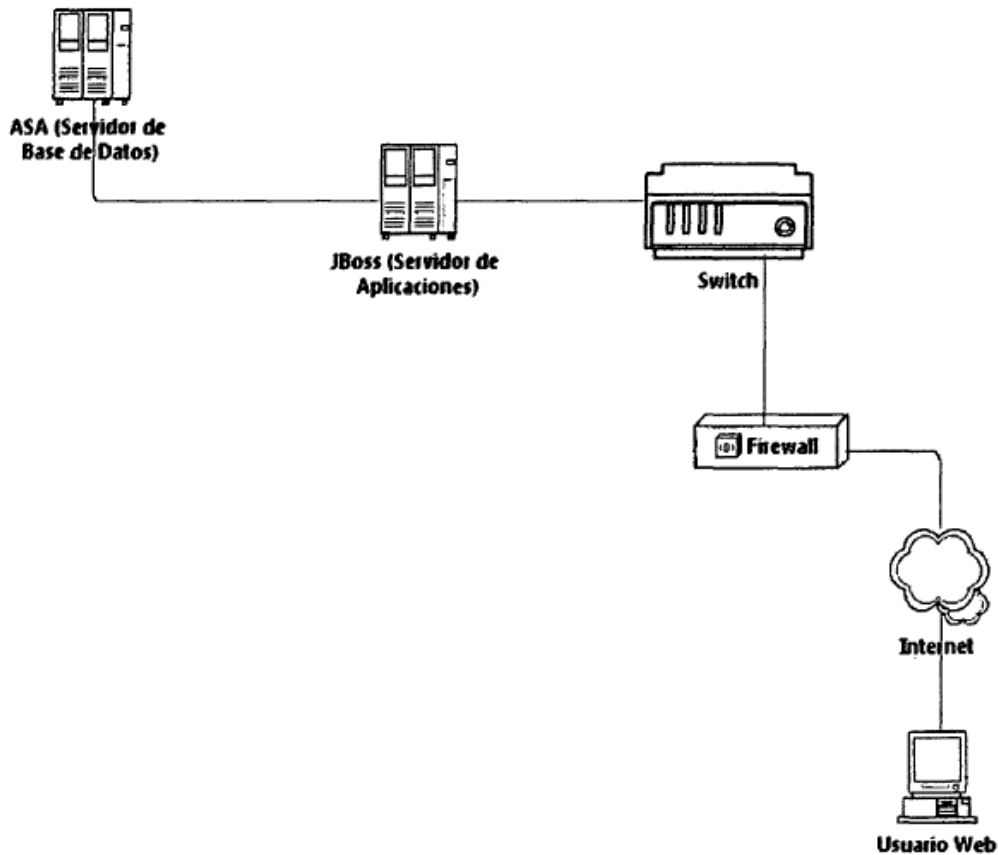 ASA (Servidor de
Base de Datos)
JBoss (Servidor de
Aplicaciones)
Switch
Firewall
Internet
Usuario Web